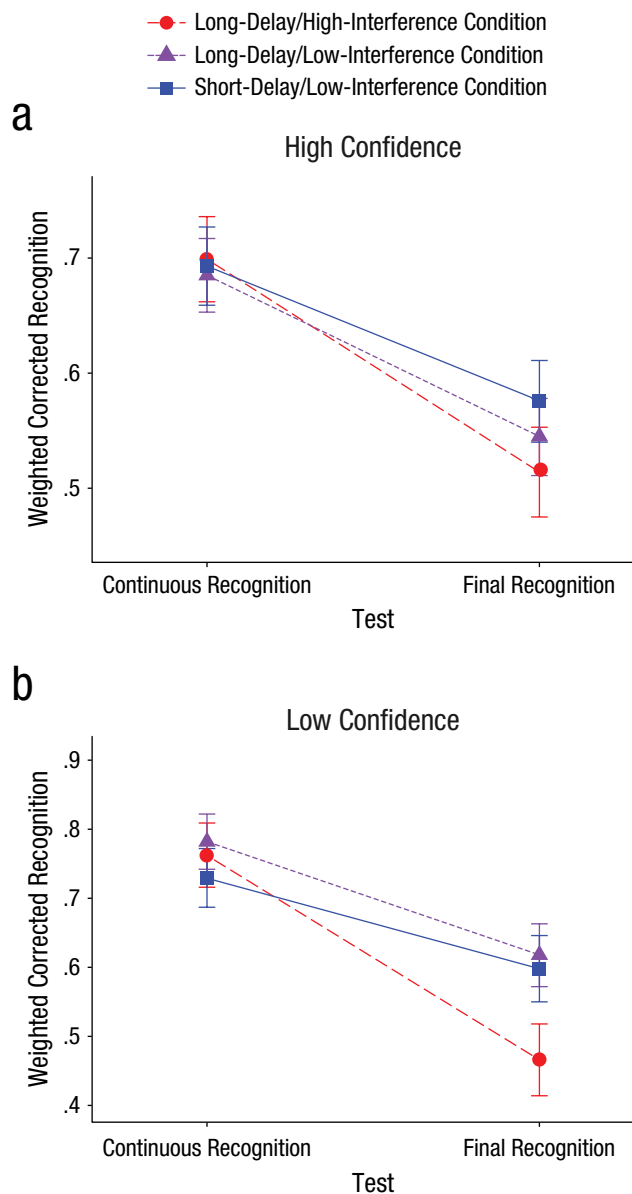 Long-Delay/High-Interference Condition
Long-Delay/Low-Interference Condition
Short-Delay/Low-Interference Condition
a
High Confidence
Weighted Corrected Recognition
.7
.6
.5
Continuous Recognition
Final Recognition
Test
b
Low Confidence
Weighted Corrected Recognition
.9
.8
.7
.6
.5
.4
Continuous Recognition
Final Recognition
Test